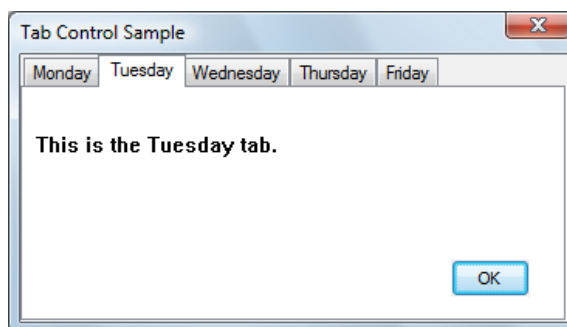 Tab Control Sample
Monday Tuesday Wednesday Thursday Friday
This is the Tuesday tab.
OK